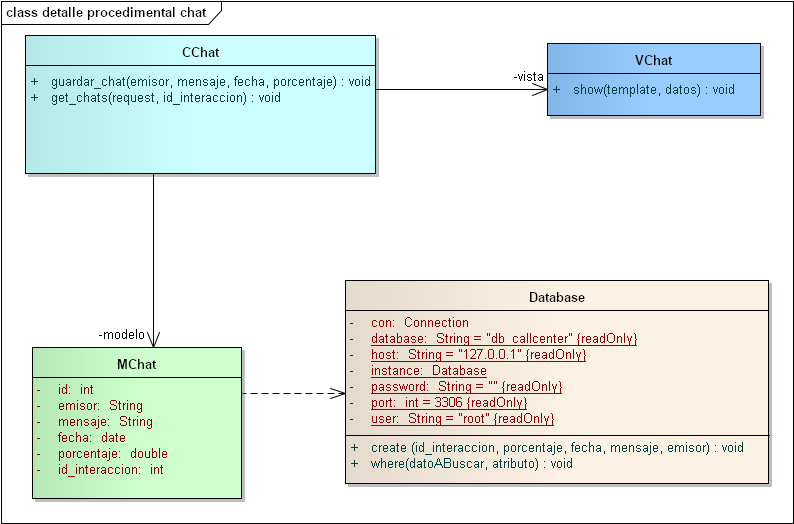 class detalle procedimental chat
CChat
+ guardar_chat(emisor, mensaje, fecha, porcentaje) : void
+ get_chats(request, id_interaccion) : void
-vista
VChat
+ show(template, datos) : void
-modelo
MChat
- id: int
- emisor: String
- mensaje: String
- fecha: date
- porcentaje: double
- id_interaccion: int
Database
- con: Connection
- database: String = "db_callcenter" {readOnly}
- host: String = "127.0.0.1" {readOnly}
- instance: Database
- password: String = "" {readOnly}
- port: int = 3306 {readOnly}
- user: String = "root" {readOnly}
+ create (id_interaccion, porcentaje, fecha, mensaje, emisor) : void
+ where(datoABuscar, atributo) : void